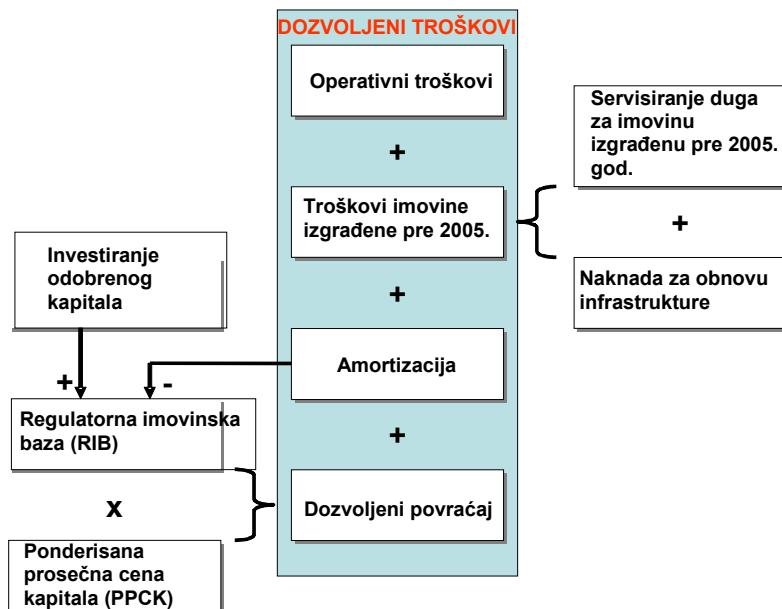 DOZVOLJENI TROŠKOVI
Operativni troškovi
+
Troškovi imovine
izgrađene pre 2005.
+
Amortizacija
+
Dozvoljeni povraćaj
Servisiranje duga
za imovinu
izgrađenu pre 2005.
god.
+
Naknada za obnovu
infrastrukture
Investiranje
odobrenog
kapitala
+
-
Regulatorna imovinska
baza (RIB)
x
Ponderisana
prosečna cena
kapitala (PPCK)